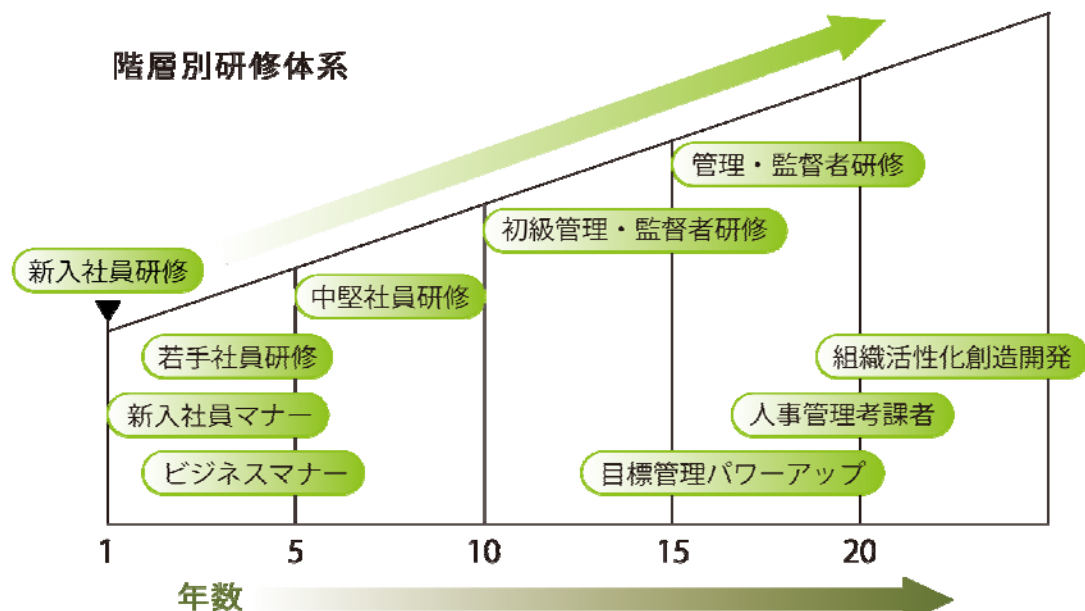 階層別研修体系
管理・監督者研修
初級管理・監督者研修
新入社員研修
中堅社員研修
若手社員研修
組織活性化創造開発
新入社員マナー
人事管理考課者
ビジネスマナー
目標管理パワーアップ
1 5 10 15 20
年数